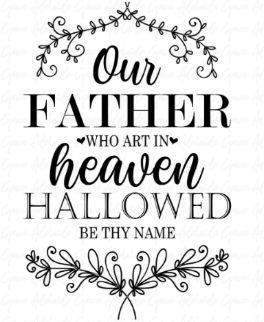 Our
FATHER
WHO ART IN
heaven
HALLOWED
BE THY NAME